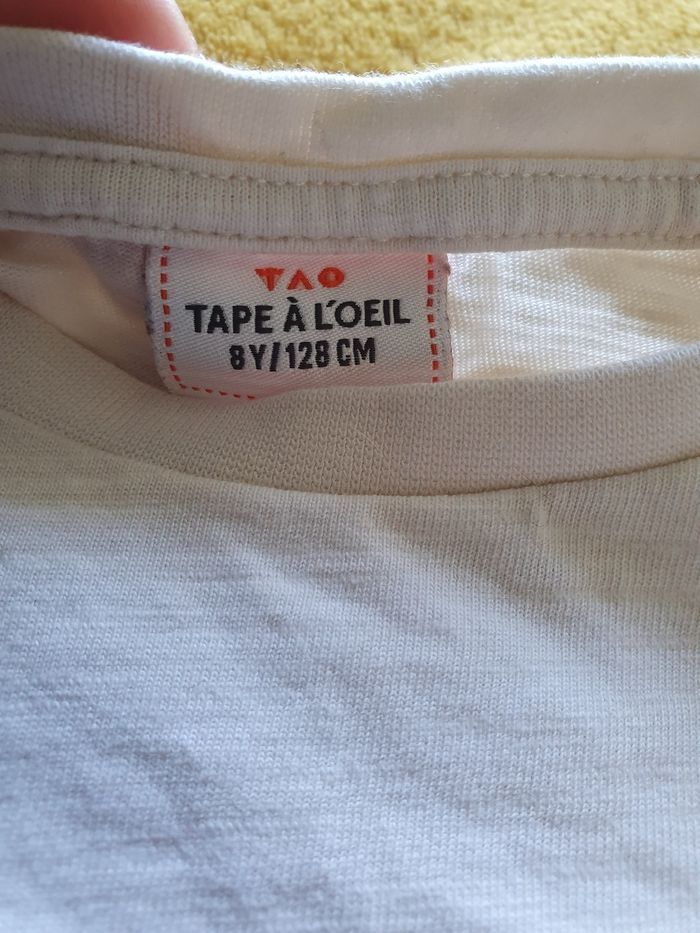 TAO
TAPE À L'OEIL
8Y/128 CM